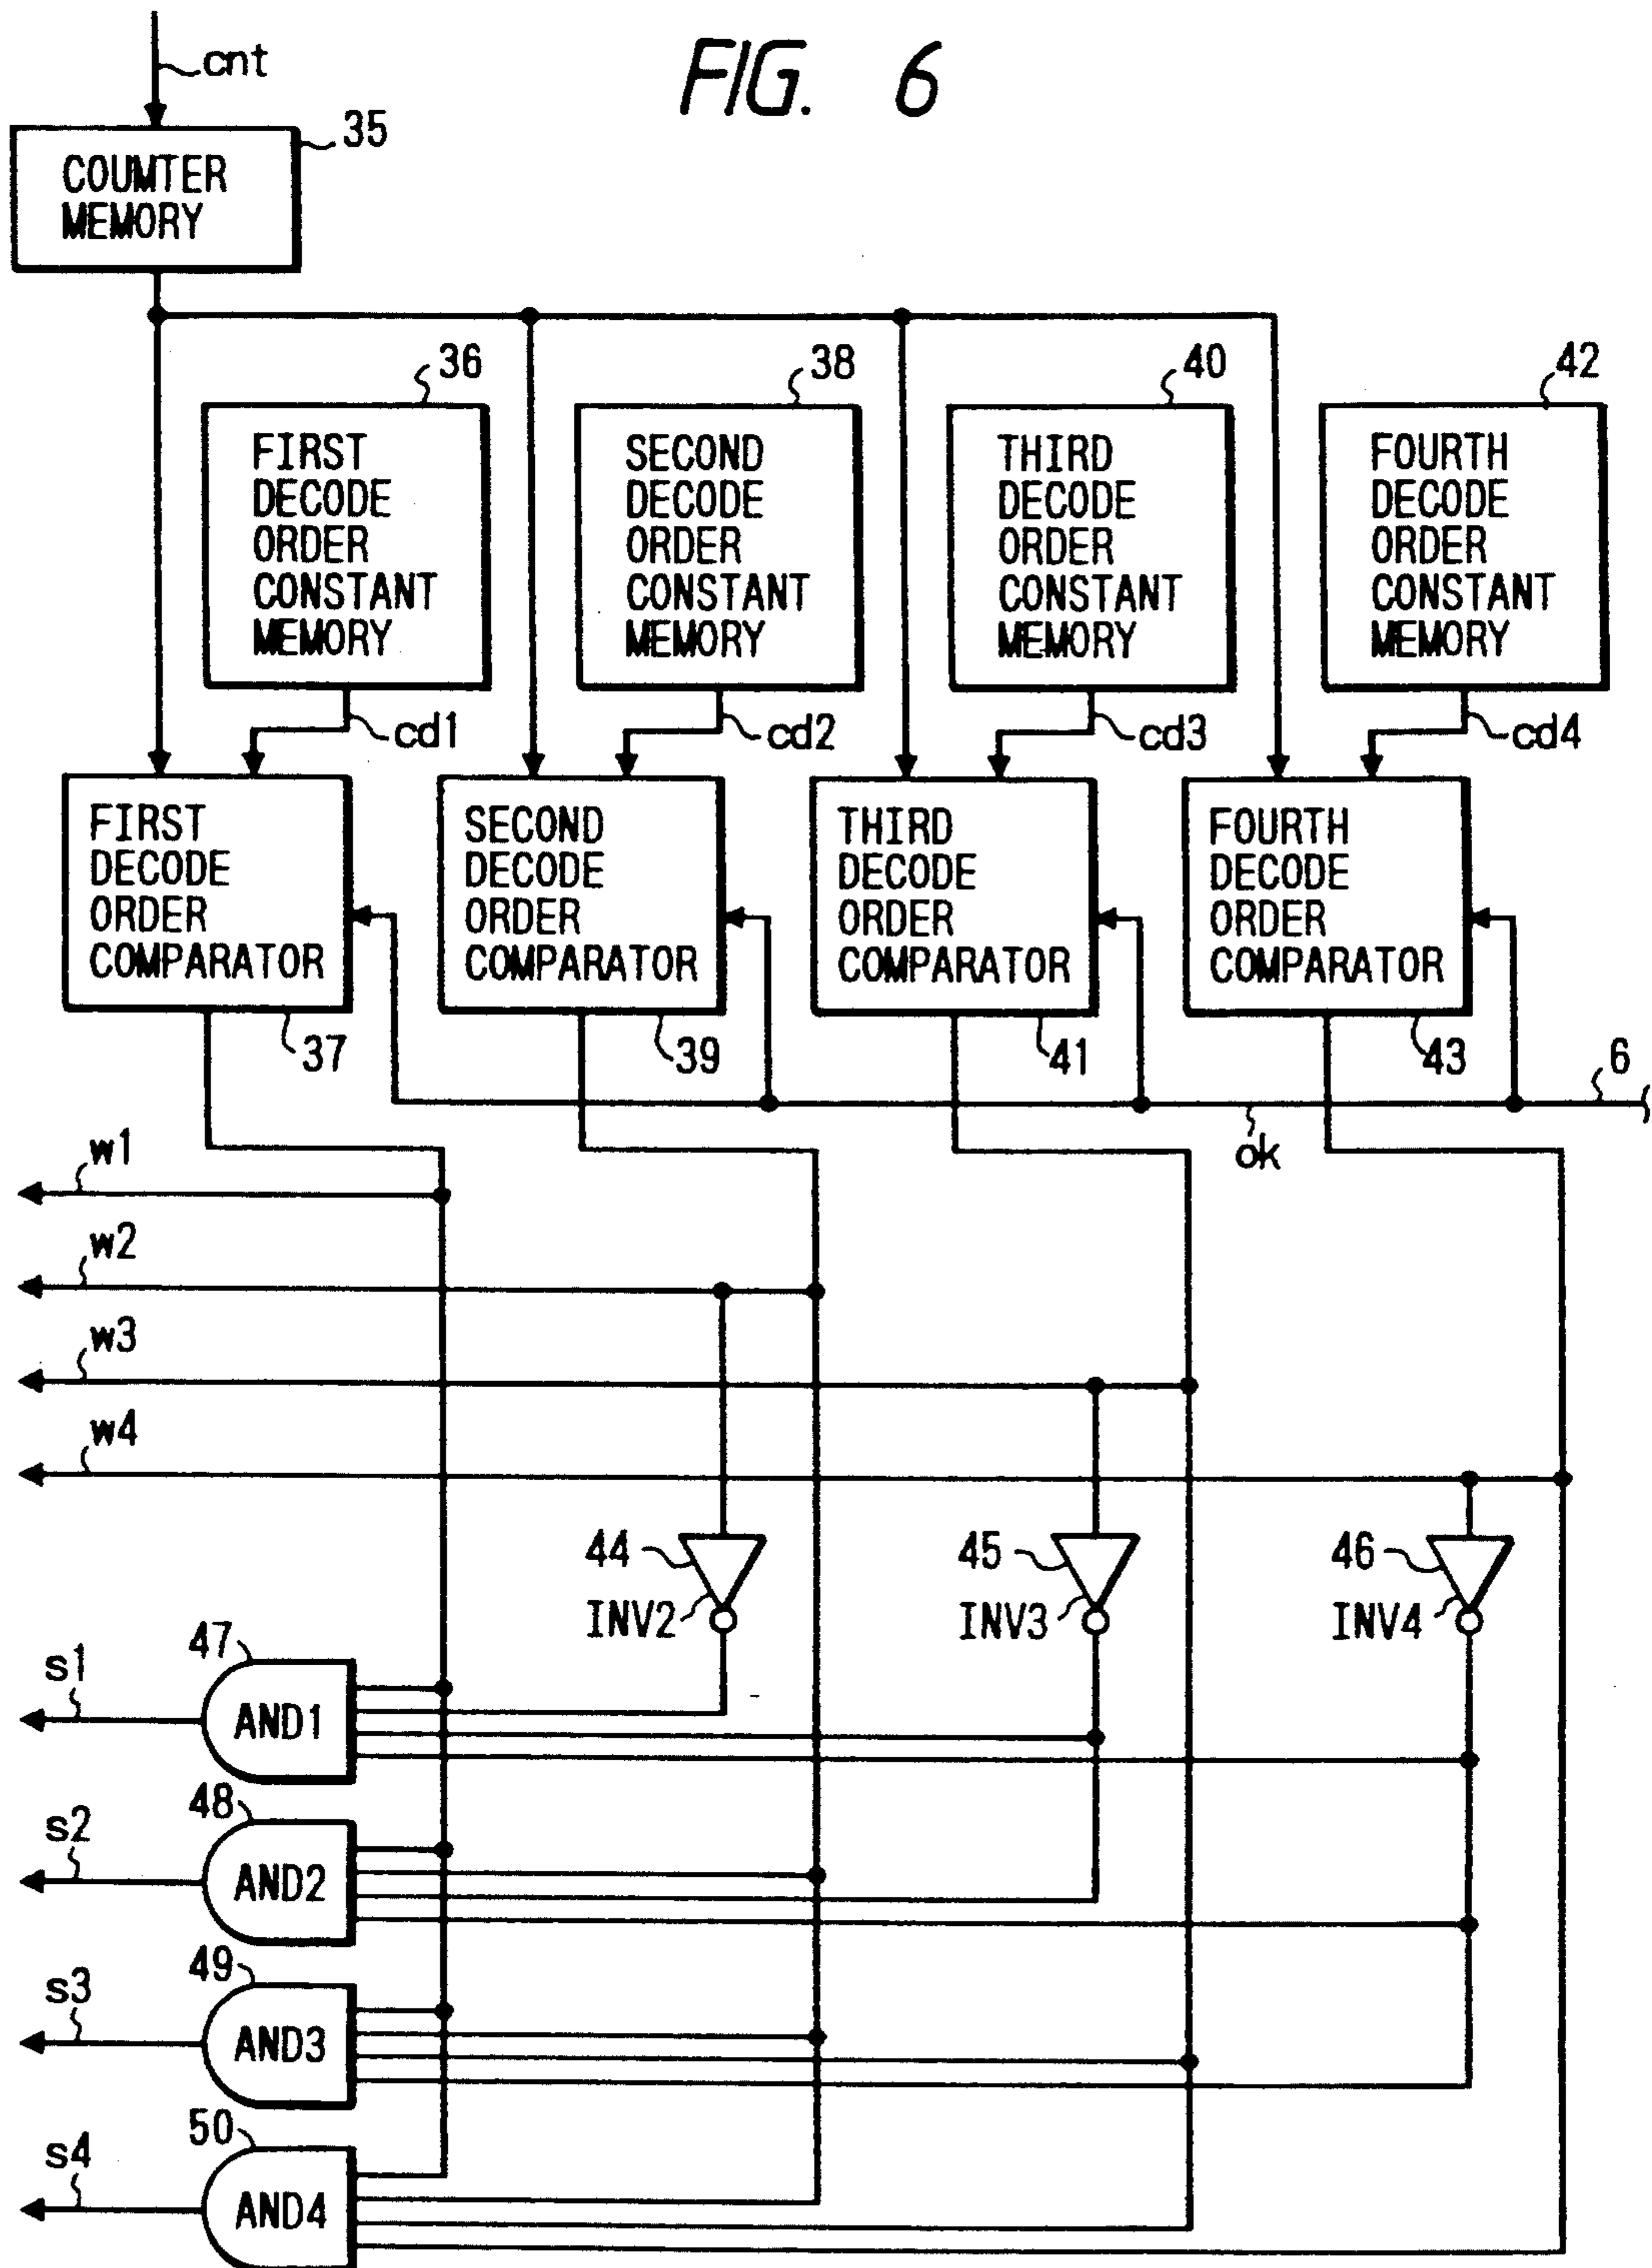 FIG. 6
cnt
35
COUMTER
MEMORY
36
38
40
42
FIRST
DECODE
ORDER
CONSTANT
MEMORY
SECOND
DECODE
ORDER
CONSTANT
MEMORY
THIRD
DECODE
ORDER
CONSTANT
MEMORY
FOURTH
DECODE
ORDER
CONSTANT
MEMORY
cd1
cd2
cd3
cd4
FIRST
DECODE
ORDER
COMPARATOR
SECOND
DECODE
ORDER
COMPARATOR
THIRD
DECODE
ORDER
COMPARATOR
FOURTH
DECODE
ORDER
COMPARATOR
37
39
41
43
6
ok
w1
w2
w3
w4
44
INV2
45
INV3
46
INV4
47
s1
AND1
48
s2
AND2
49
s3
AND3
50
s4
AND4